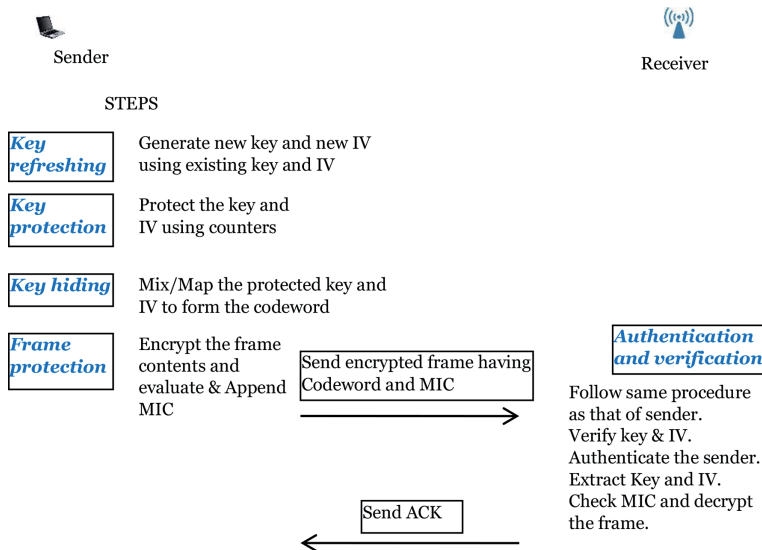 Sender
Receiver
STEPS
Key
refreshing
Generate new key and new IV
using existing key and IV
Key
protection
Protect the key and
IV using counters
Key hiding
Mix/Map the protected key and
IV to form the codeword
Frame
protection
Encrypt the frame
contents and
evaluate & Append
MIC
Send encrypted frame having
Codeword and MIC
Authentication
and verification
Follow same procedure
as that of sender.
Verify key & IV.
Authenticate the sender.
Extract Key and IV.
Check MIC and decrypt
the frame.
Send ACK